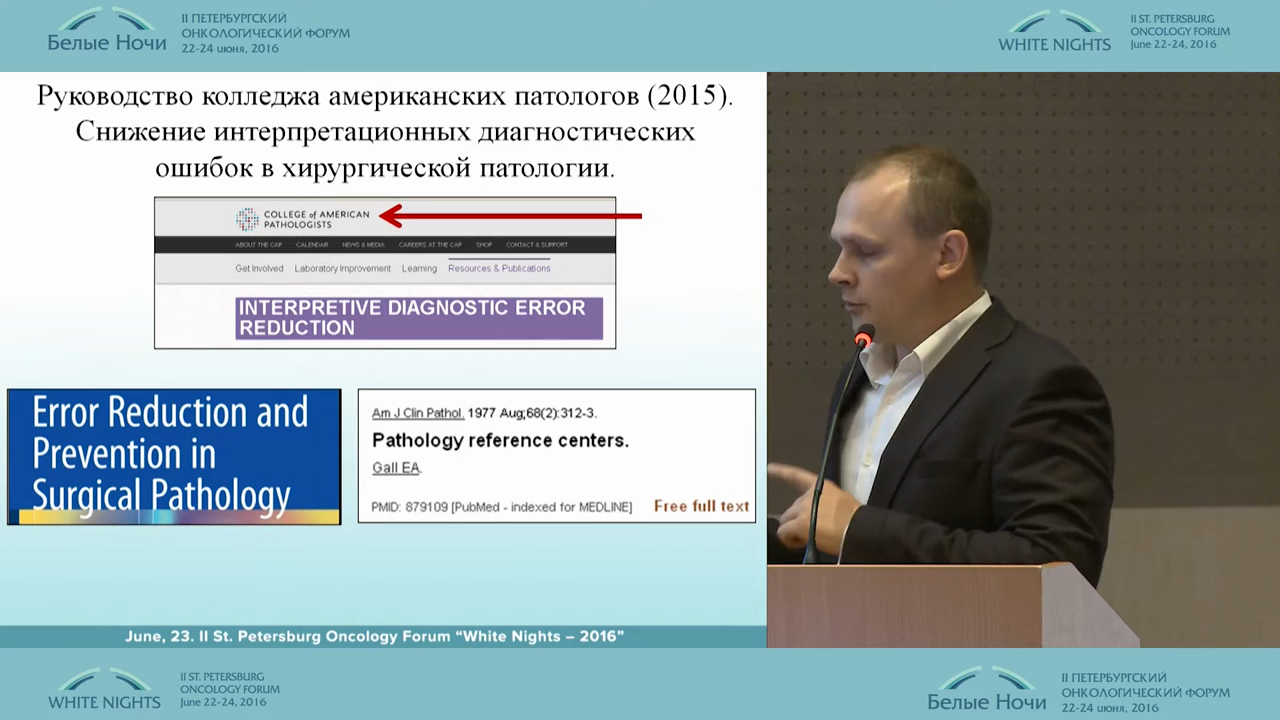 Белые Ночи
II ПЕТЕРБУРГСКИЙ
ОНКОЛОГИЧЕСКИЙ ФОРУМ
22-24 июня, 2016
WHITE NIGHTS
II ST. PETERSBURG
ONCOLOGY FORUM
June 22-24, 2016
Руководство колледжа американских патологов (2015).
Снижение интерпретационных диагностических
ошибок в хирургической патологии.
COLLEGE of AMERICAN
PATHOLOGISTS
ABOUT THE CAP CALENDAR NEWS & MEDIA CAREERS AT THE CAP SHOP CONTACT & SUPPORT
Get Involved Laboratory Improvement Learning Resources & Publications
INTERPRETIVE DIAGNOSTIC ERROR
REDUCTION
Error Reduction and
Prevention in
Surgical Pathology
Am J Clin Pathol. 1977 Aug;68(2):312-3.
Pathology reference centers.
Gall EA.
PMID: 879109 [PubMed - indexed for MEDLINE] Free full text
June, 23. II St. Petersburg Oncology Forum “White Nights – 2016”
WHITE NIGHTS
II ST. PETERSBURG
ONCOLOGY FORUM
June 22-24, 2016
Белые Ночи
II ПЕТЕРБУРГСКИЙ
ОНКОЛОГИЧЕСКИЙ ФОРУМ
22-24 июня, 2016